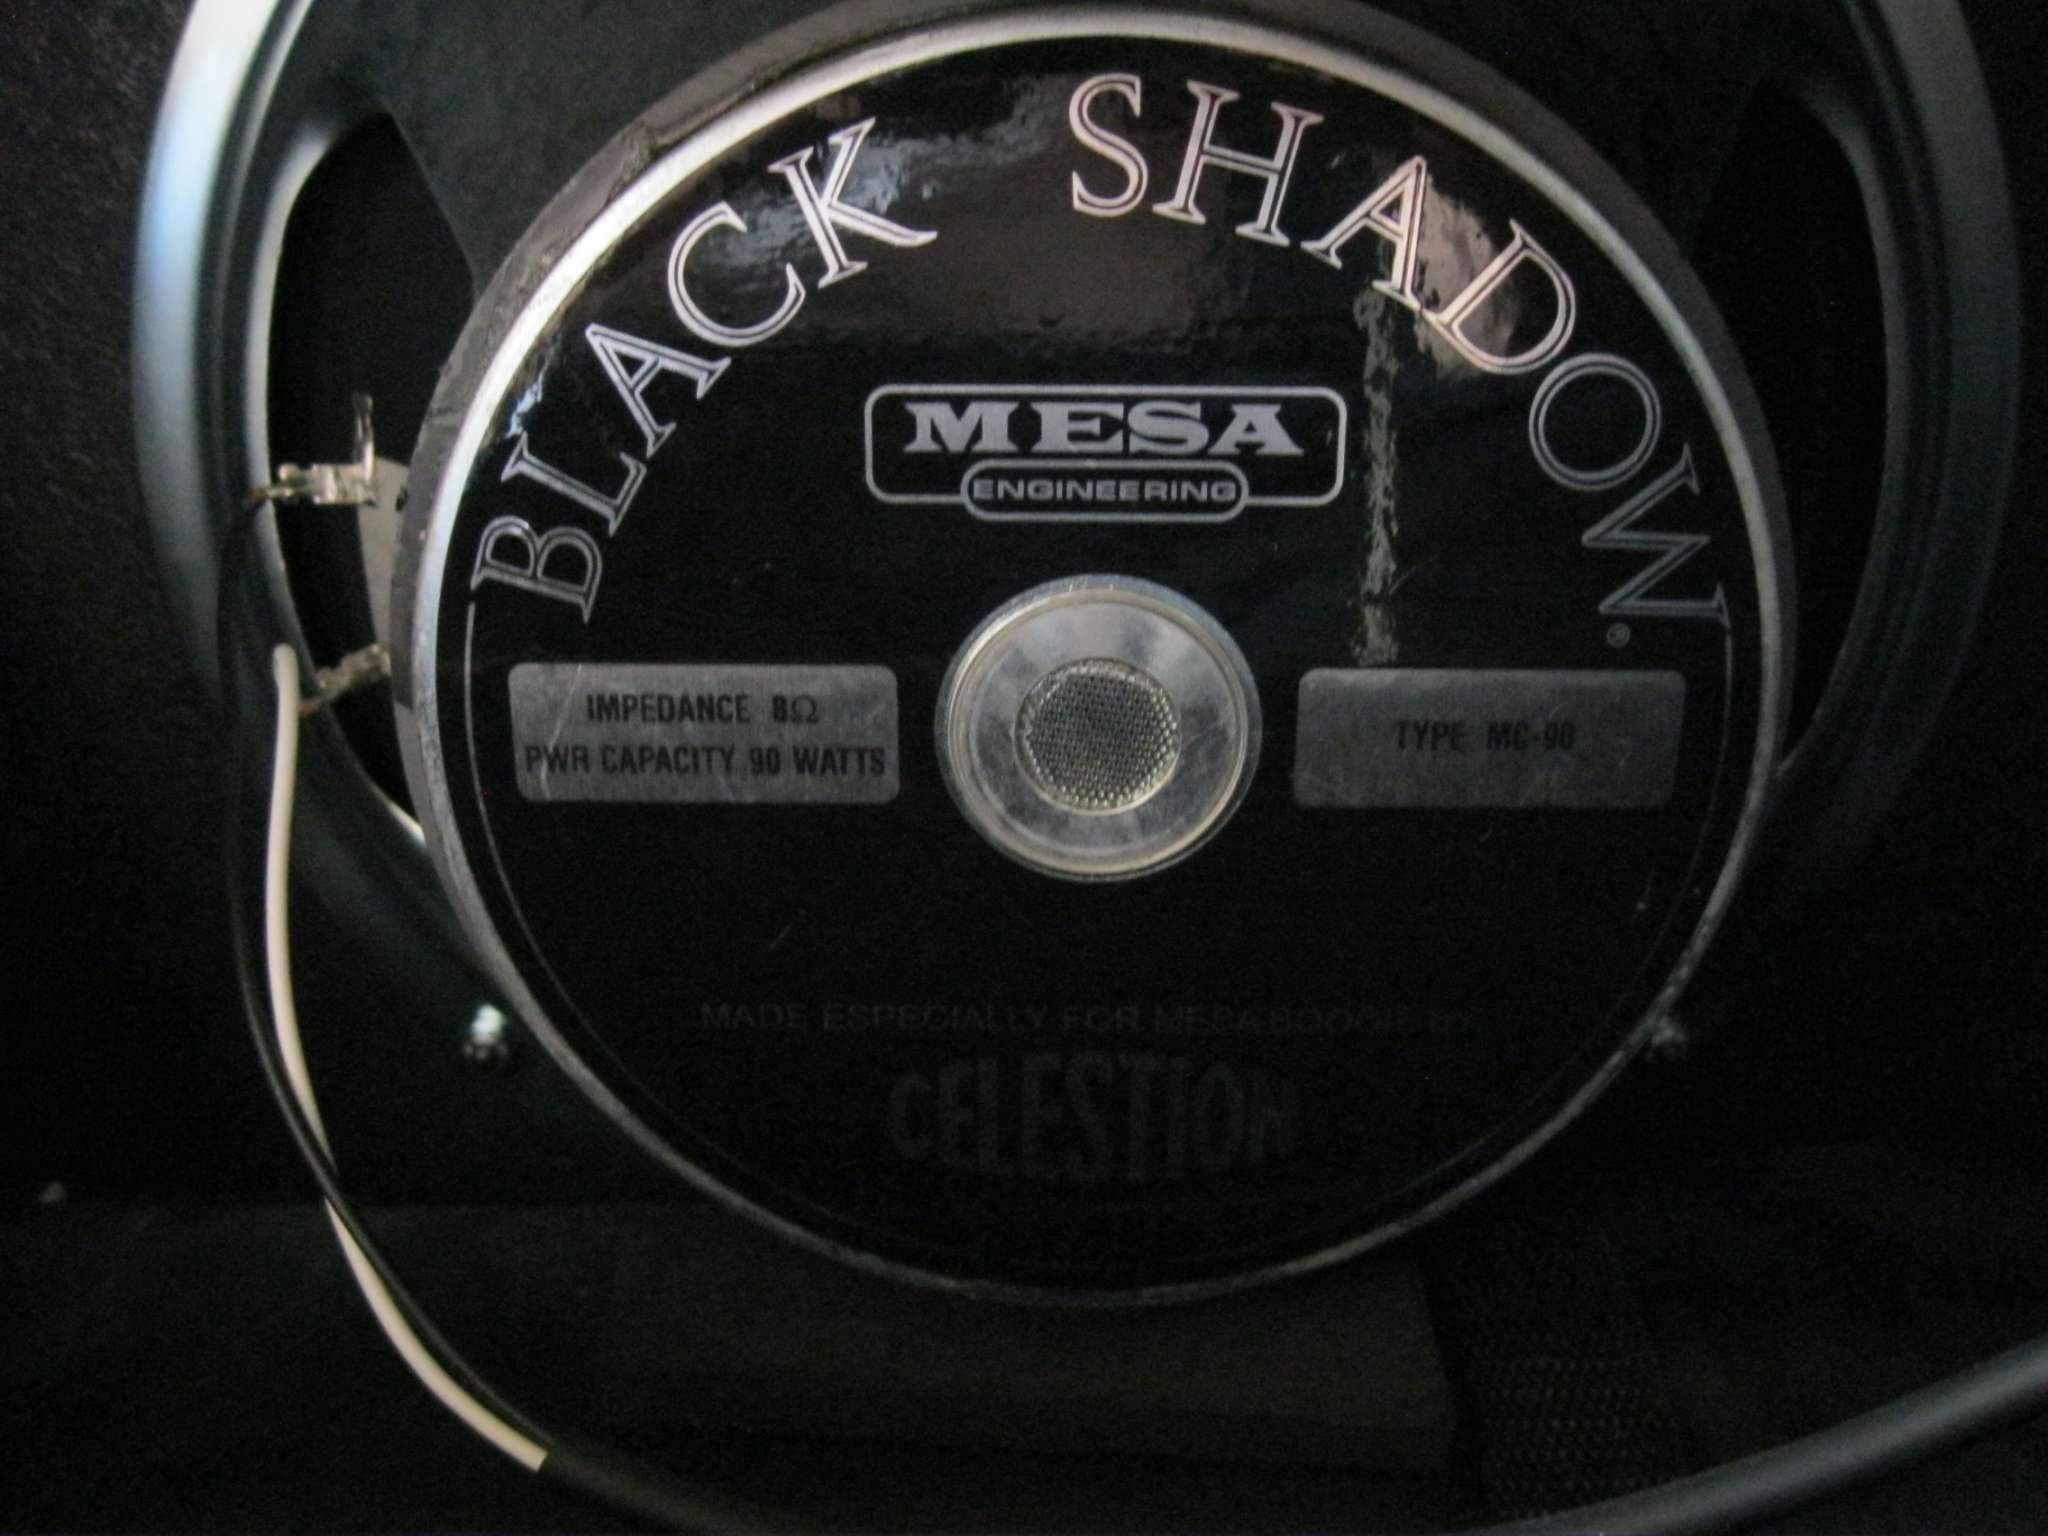 BLACK SHADOW®
MESA
ENGINEERING
IMPEDANCE 8Ω
PWR CAPACITY 90 WATTS
TYPE MC-90
MADE ESPECIALLY FOR MESA BOOGIE BY
CELESTION